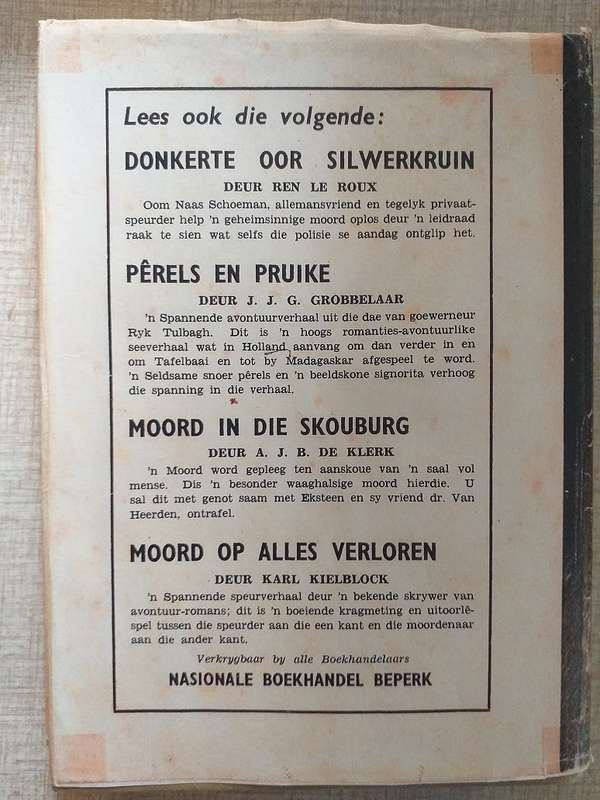 Lees ook die volgende:
DONKERTE OOR SILWERKRUIN
DEUR REN LE ROUX
Oom Naas Schoeman, allemansvriend en tegelyk privaat-
speurder help 'n geheimsinnige moord oplos deur 'n leidraad
raak te sien wat selfs die polisie se aandag ontglip het.
PÊRELS EN PRUIKE
DEUR J. J. G. GROBBELAAR
'n Spannende avontuurverhaal uit die dae van goewerneur
Ryk Tulbagh. Dit is 'n hoogs romanties-avontuurlike
seeverhaal wat in Holland aanvang om dan verder in en
om Tafelbaai en tot by Madagaskar afgespeel te word.
'n Seldsame snoer pêrels en 'n beeldskone signorita verhoog
die spanning in die verhaal.
MOORD IN DIE SKOUBURG
DEUR A. J. B. DE KLERK
'n Moord word gepleeg ten aanskoue van 'n saal vol
mense. Dis 'n besonder waaghalsige moord hierdie. U
sal dit met genot saam met Eksteen en sy vriend dr. Van
Heerden, ontrafel.
MOORD OP ALLES VERLOREN
DEUR KARL KIELBLOCK
'n Spannende speurverhaal deur 'n bekende skrywer van
avontuur-romans; dit is 'n boeiende kragmeting en uitoorlê-
spel tussen die speurder aan die een kant en die moordenaar
aan die ander kant.
Verkrygbaar by alle Boekhandelaars
NASIONALE BOEKHANDEL BEPERK